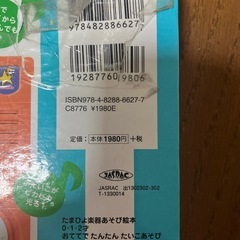 9784828866277
1928776019806
ISBN978-4-8288-6627-7
C8776 ¥1980E
定価：本体1980円＋税
JASRAC
JASRAC 出1302302-302
T-1330014
たまひよ楽器あそび絵本
0・1・2才
おててで たんたん たいこあそび